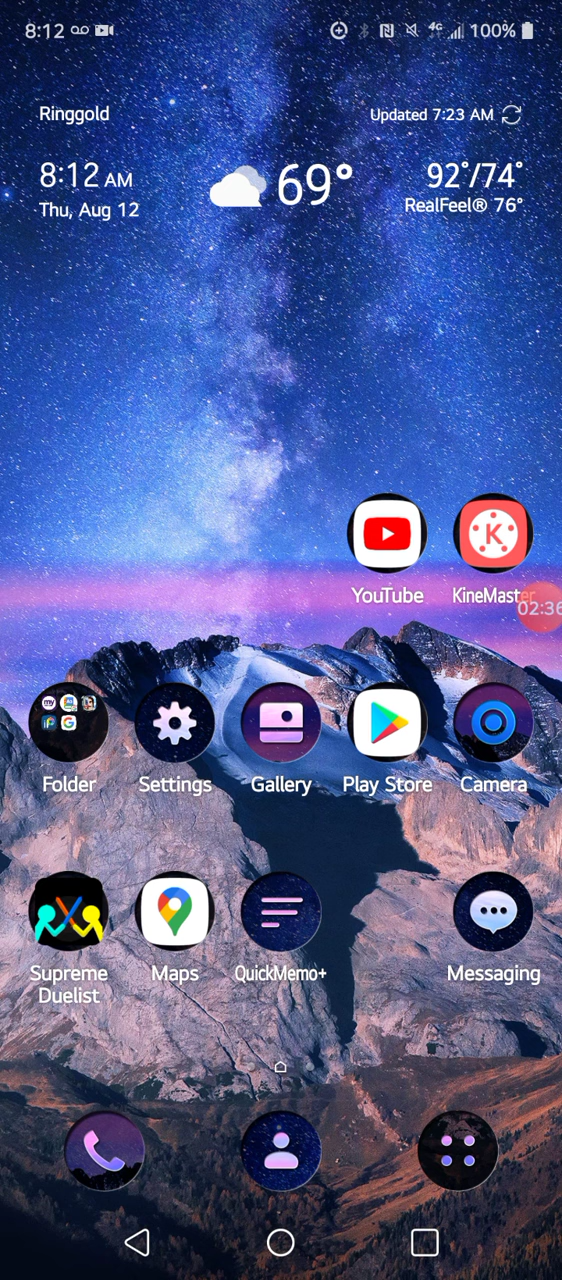 8:12 4G 100%
Ringgold Updated 7:23 AM
8:12 AM 69° 92°/74°
Thu, Aug 12 RealFeel® 76°
YouTube KineMaster
02:36
Folder Settings Gallery Play Store Camera
Supreme Duelist Maps QuickMemo+ Messaging